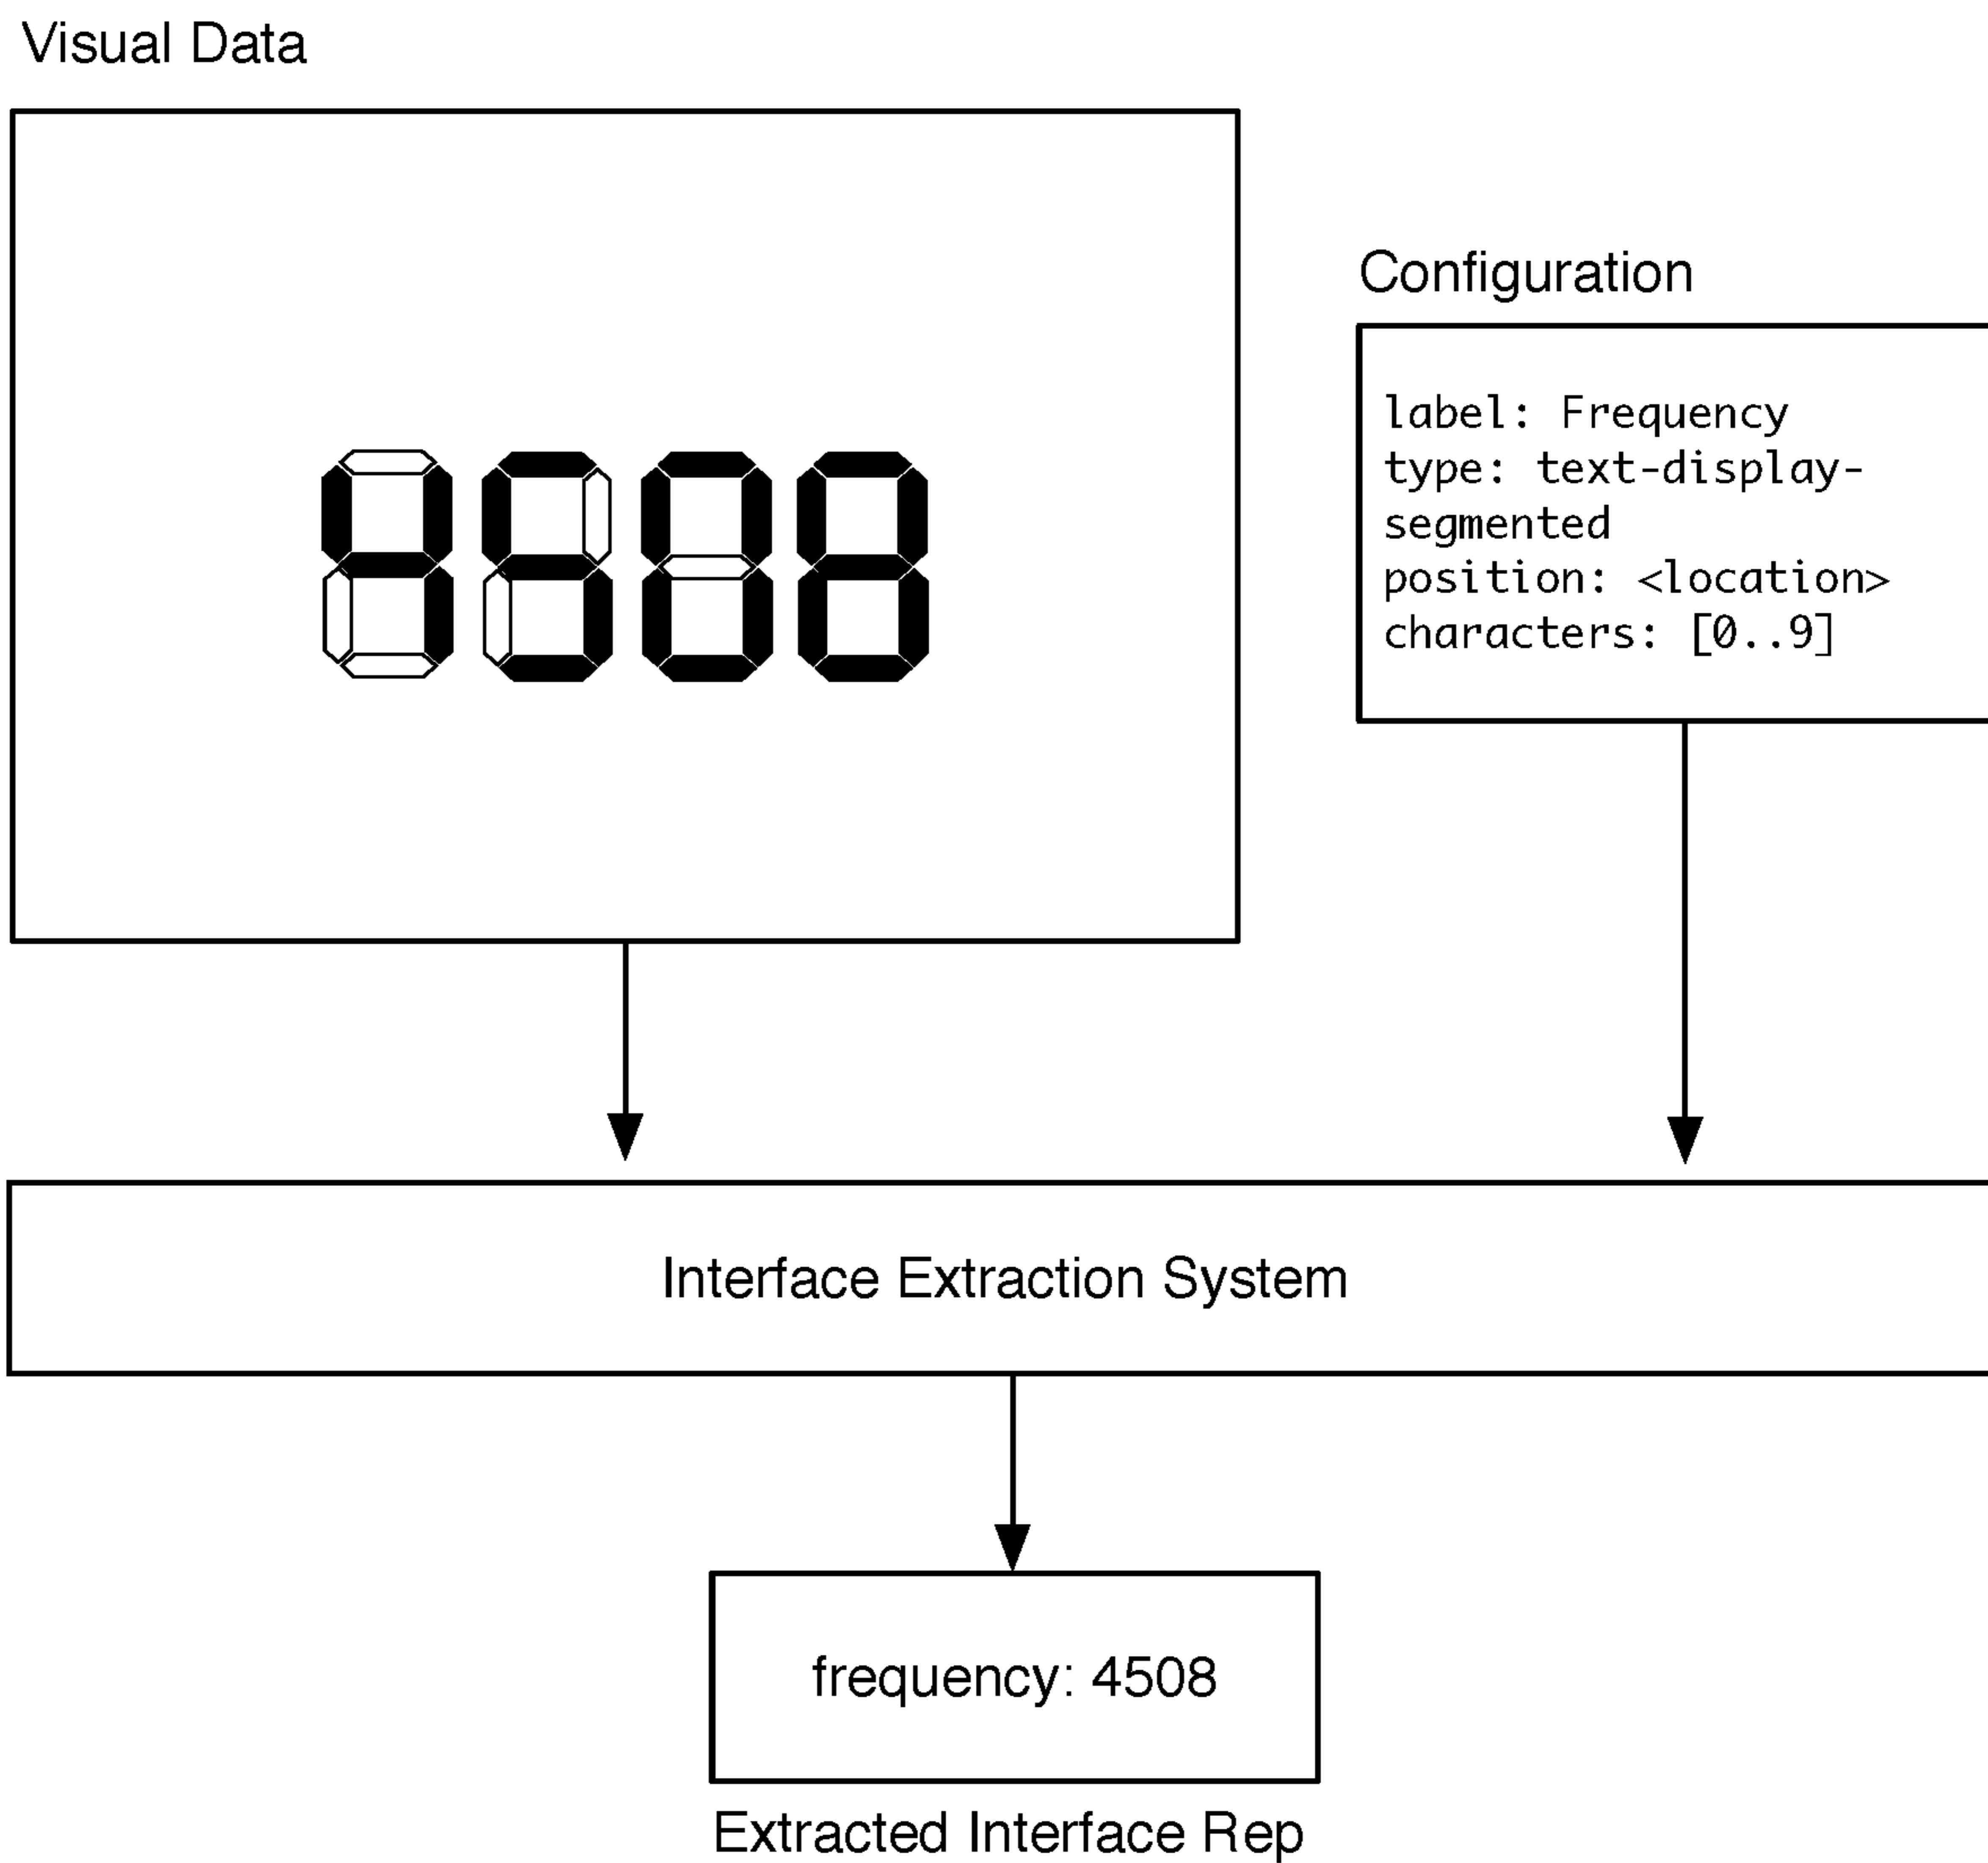 Visual Data
4508
Configuration
label: Frequency
type: text-display-
segmented
position: <location>
characters: [0..9]
Interface Extraction System
frequency: 4508
Extracted Interface Rep